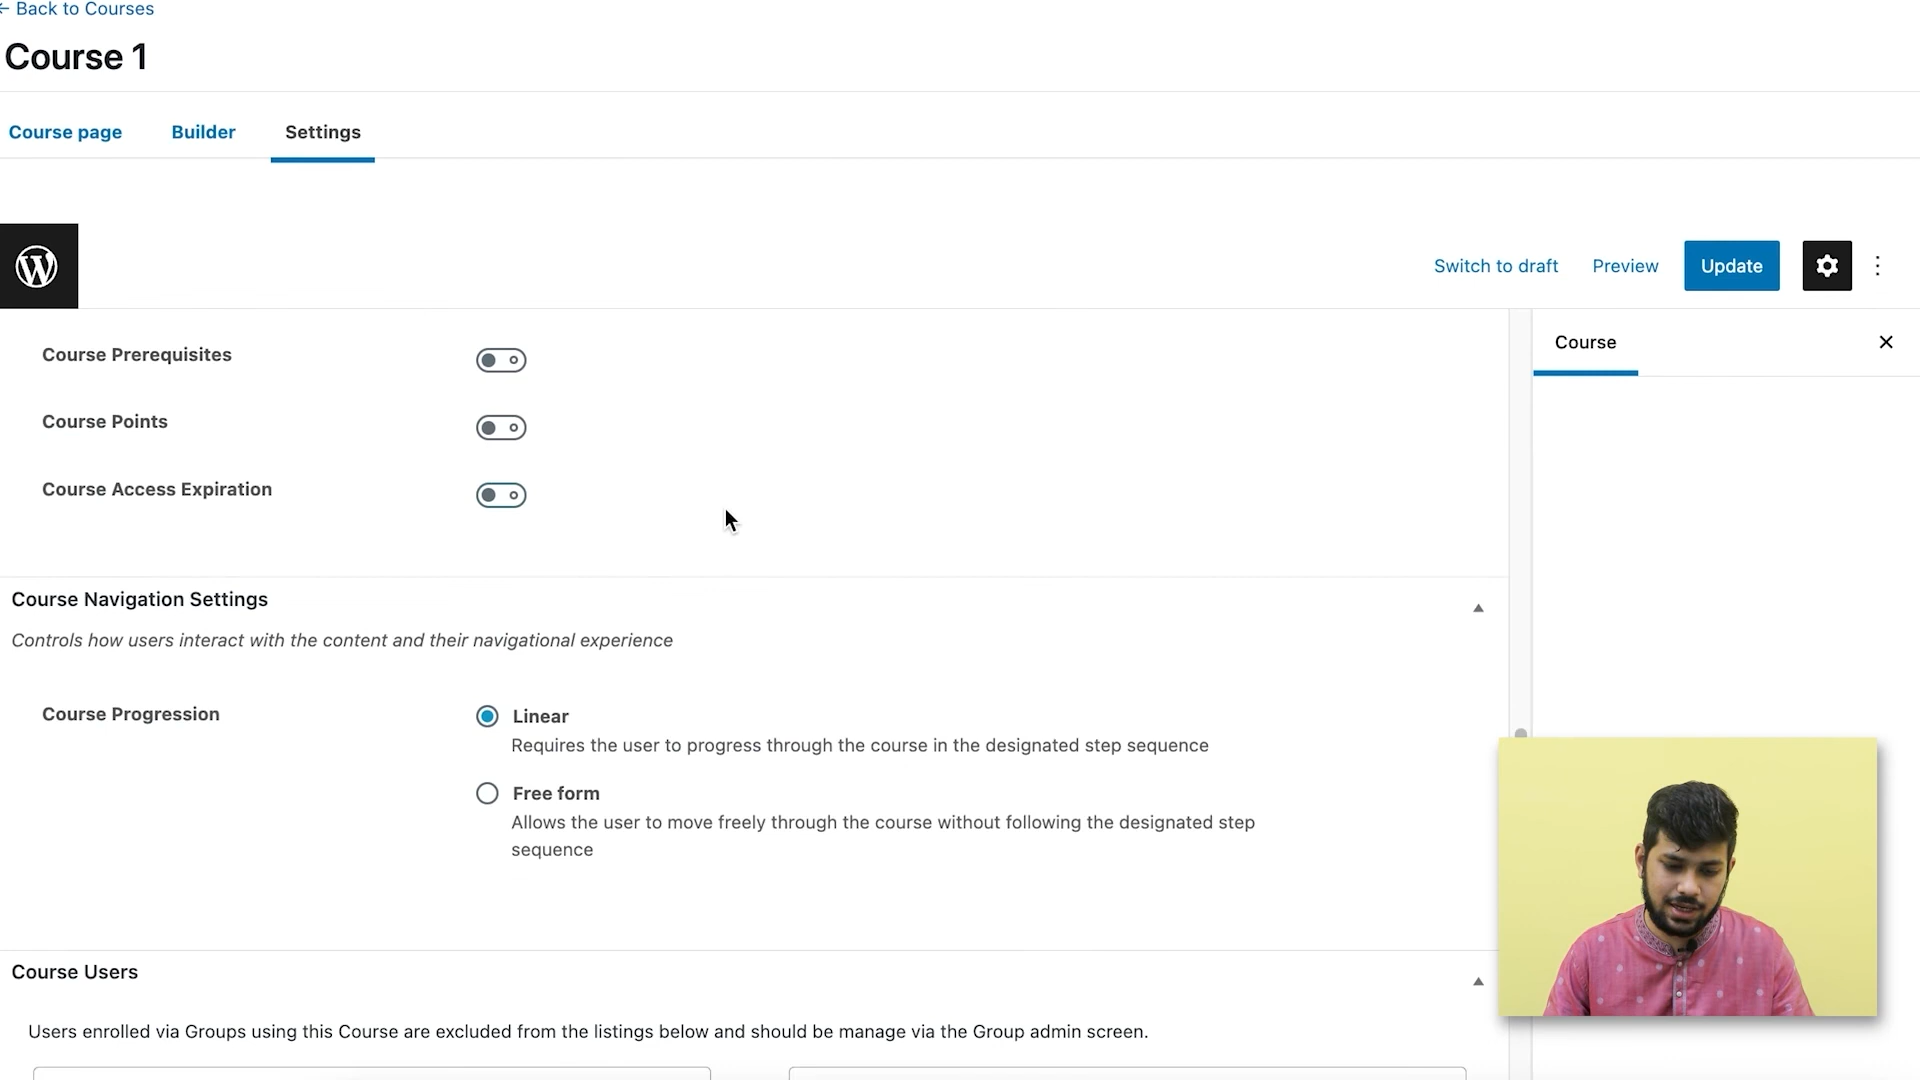 ← Back to Courses
Course 1
Course page Builder Settings
Switch to draft Preview Update
Course
Course Prerequisites
Course Points
Course Access Expiration
Course Navigation Settings
Controls how users interact with the content and their navigational experience
Course Progression
Linear
Requires the user to progress through the course in the designated step sequence
Free form
Allows the user to move freely through the course without following the designated step
sequence
Course Users
Users enrolled via Groups using this Course are excluded from the listings below and should be manage via the Group admin screen.